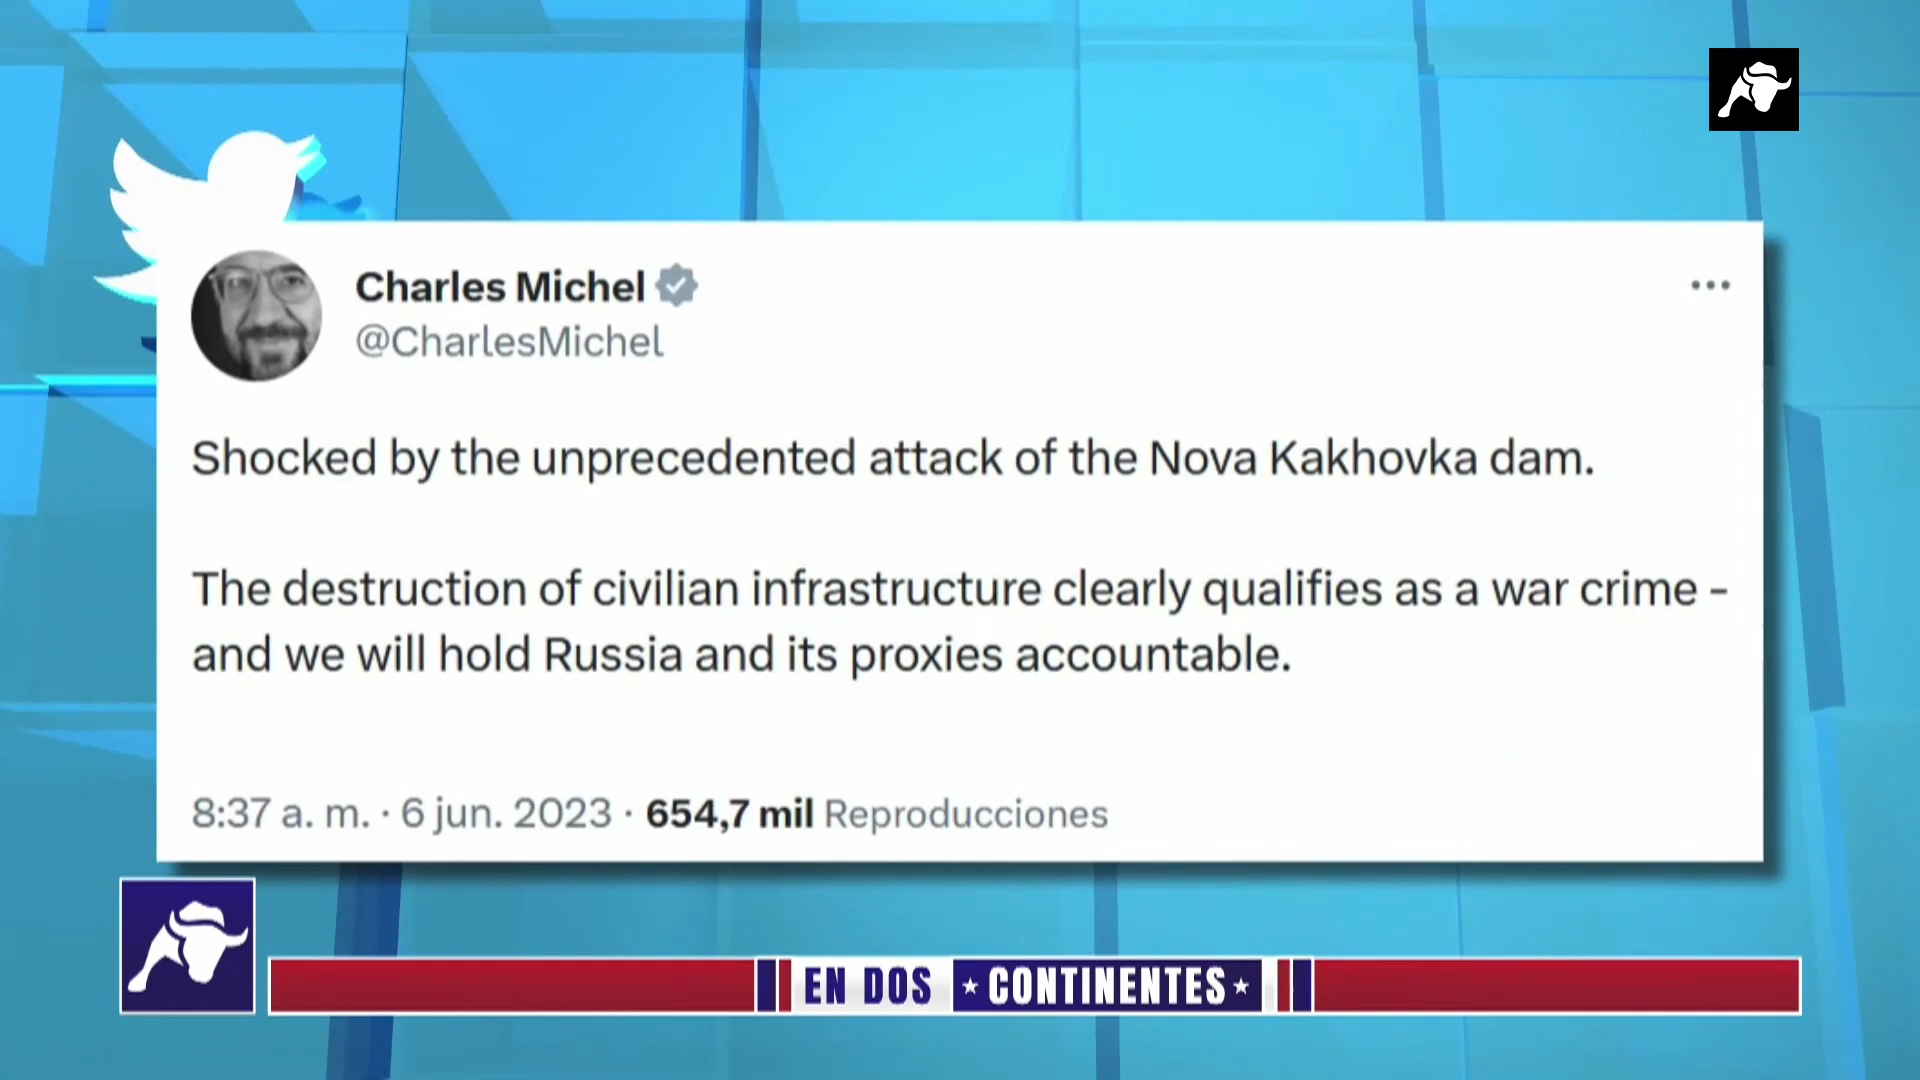 Charles Michel
@CharlesMichel
Shocked by the unprecedented attack of the Nova Kakhovka dam.
The destruction of civilian infrastructure clearly qualifies as a war crime –
and we will hold Russia and its proxies accountable.
8:37 a. m. · 6 jun. 2023 · 654,7 mil Reproducciones
EN DOS CONTINENTES